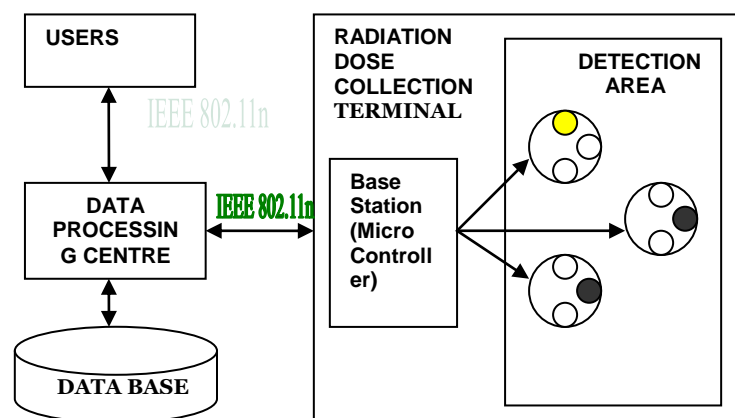 USERS
IEEE 802.11n
DATA
PROCESSIN
G CENTRE
IEEE 802.11n
DATA BASE
RADIATION
DOSE
COLLECTION
TERMINAL
Base
Station
(Micro
Controll
er)
DETECTION
AREA